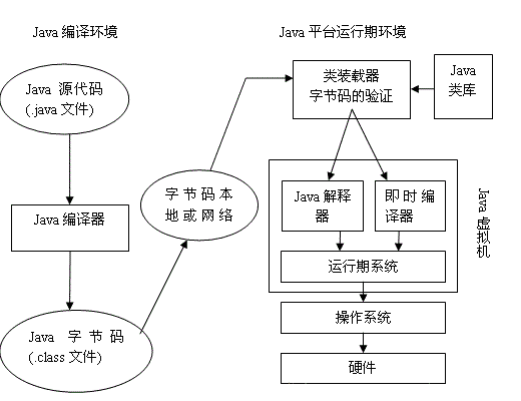 Java 编译环境
Java 源代码
(.java 文件)
Java 编译器
Java 字节码
(.class 文件)
字节码本
地或网络
Java 平台运行期环境
类装载器
字节码的验证
Java
类库
Java 解释
器
即时编
译器
运行期系统
Java 虚拟机
操作系统
硬件